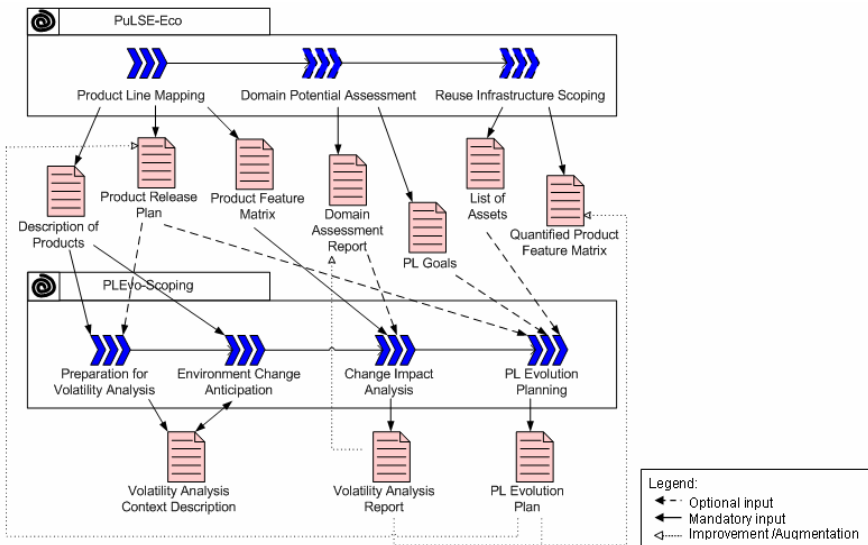 PuLSE-Eco
Product Line Mapping
Domain Potential Assessment
Reuse Infrastructure Scoping
Description of
Products
Product Release
Plan
Product Feature
Matrix
Domain
Assessment
Report
PL Goals
List of
Assets
Quantified Product
Feature Matrix
PLEvo-Scoping
Preparation for
Volatility Analysis
Environment Change
Anticipation
Change Impact
Analysis
PL Evolution
Planning
Volatility Analysis
Context Description
Volatility Analysis
Report
PL Evolution
Plan
Legend:
Optional input
Mandatory input
Improvement /Augmentation